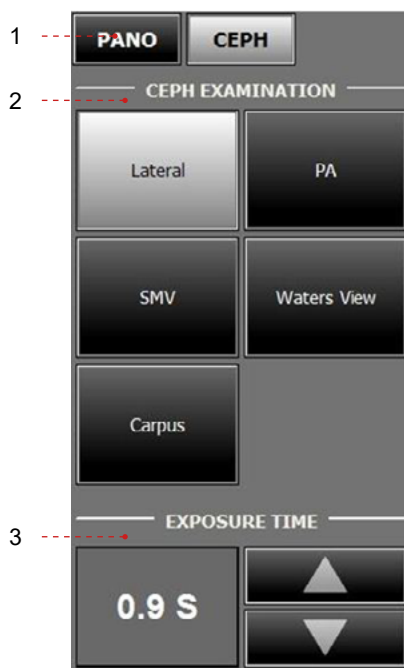 1
PANO CEPH
2
CEPH EXAMINATION
Lateral PA
SMV Waters View
Carpus
3
EXPOSURE TIME
0.9 S